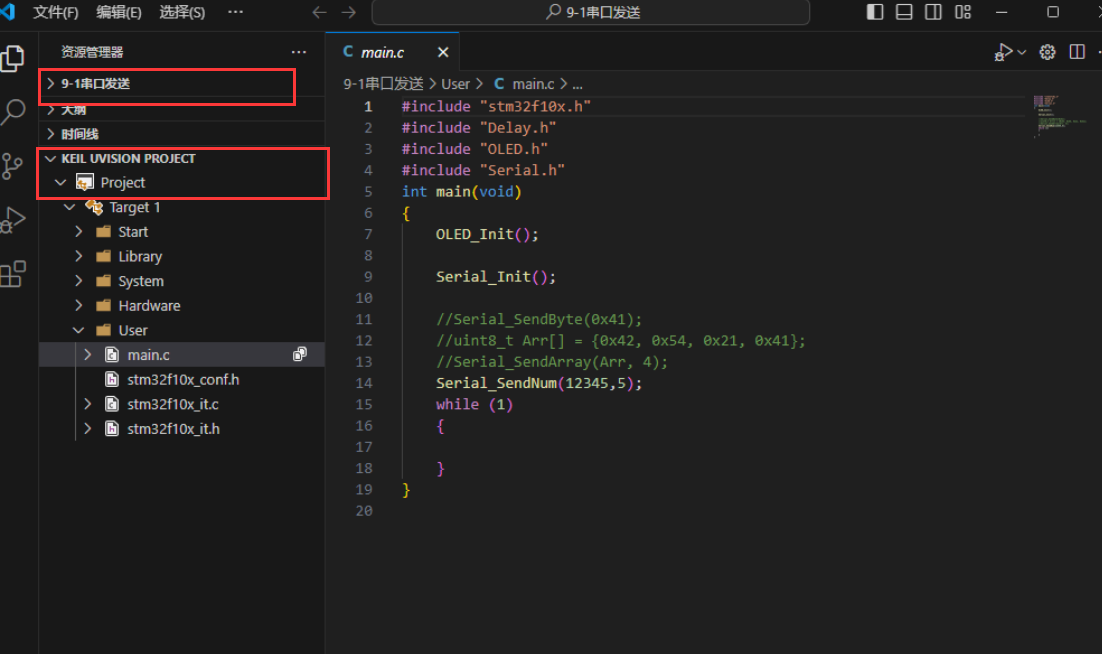 文件(F) 编辑(E) 选择(S) ··· 9-1串口发送
资源管理器 ···
9-1串口发送
大纲
时间线
KEIL UVISION PROJECT
Project
Target 1
Start
Library
System
Hardware
User
main.c
stm32f10x_conf.h
stm32f10x_it.c
stm32f10x_it.h
C main.c
9-1串口发送 > User > C main.c > ...
1 #include "stm32f10x.h"
2 #include "Delay.h"
3 #include "OLED.h"
4 #include "Serial.h"
5 int main(void)
6 {
7 OLED_Init();
8
9 Serial_Init();
10
11 //Serial_SendByte(0x41);
12 //uint8_t Arr[] = {0x42, 0x54, 0x21, 0x41};
13 //Serial_SendArray(Arr, 4);
14 Serial_SendNum(12345,5);
15 while (1)
16 {
17
18 }
19 }
20